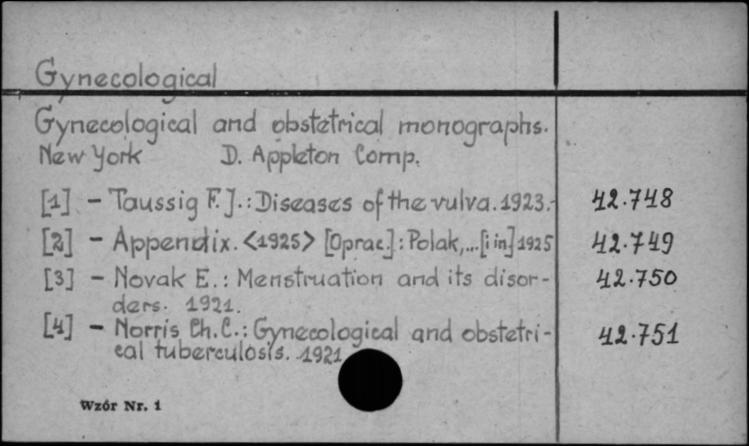 Gynecological
Gynecological and obstetrical monographs.
New York D. Appleton Comp.
[1] - Taussig F. J.: Diseases of the vulva. 1923.- 42.748
[2] - Appendix. <1925> [Oprac.]: Polak,... [i in] 1925 42.749
[3] - Novak E.: Menstruation and its disor- 42.750
ders. 1921.
[4] - Norris Ch. C.: Gynecological and obstetri- 42.751
cal tuberculosis. 1921
Wzór Nr. 1